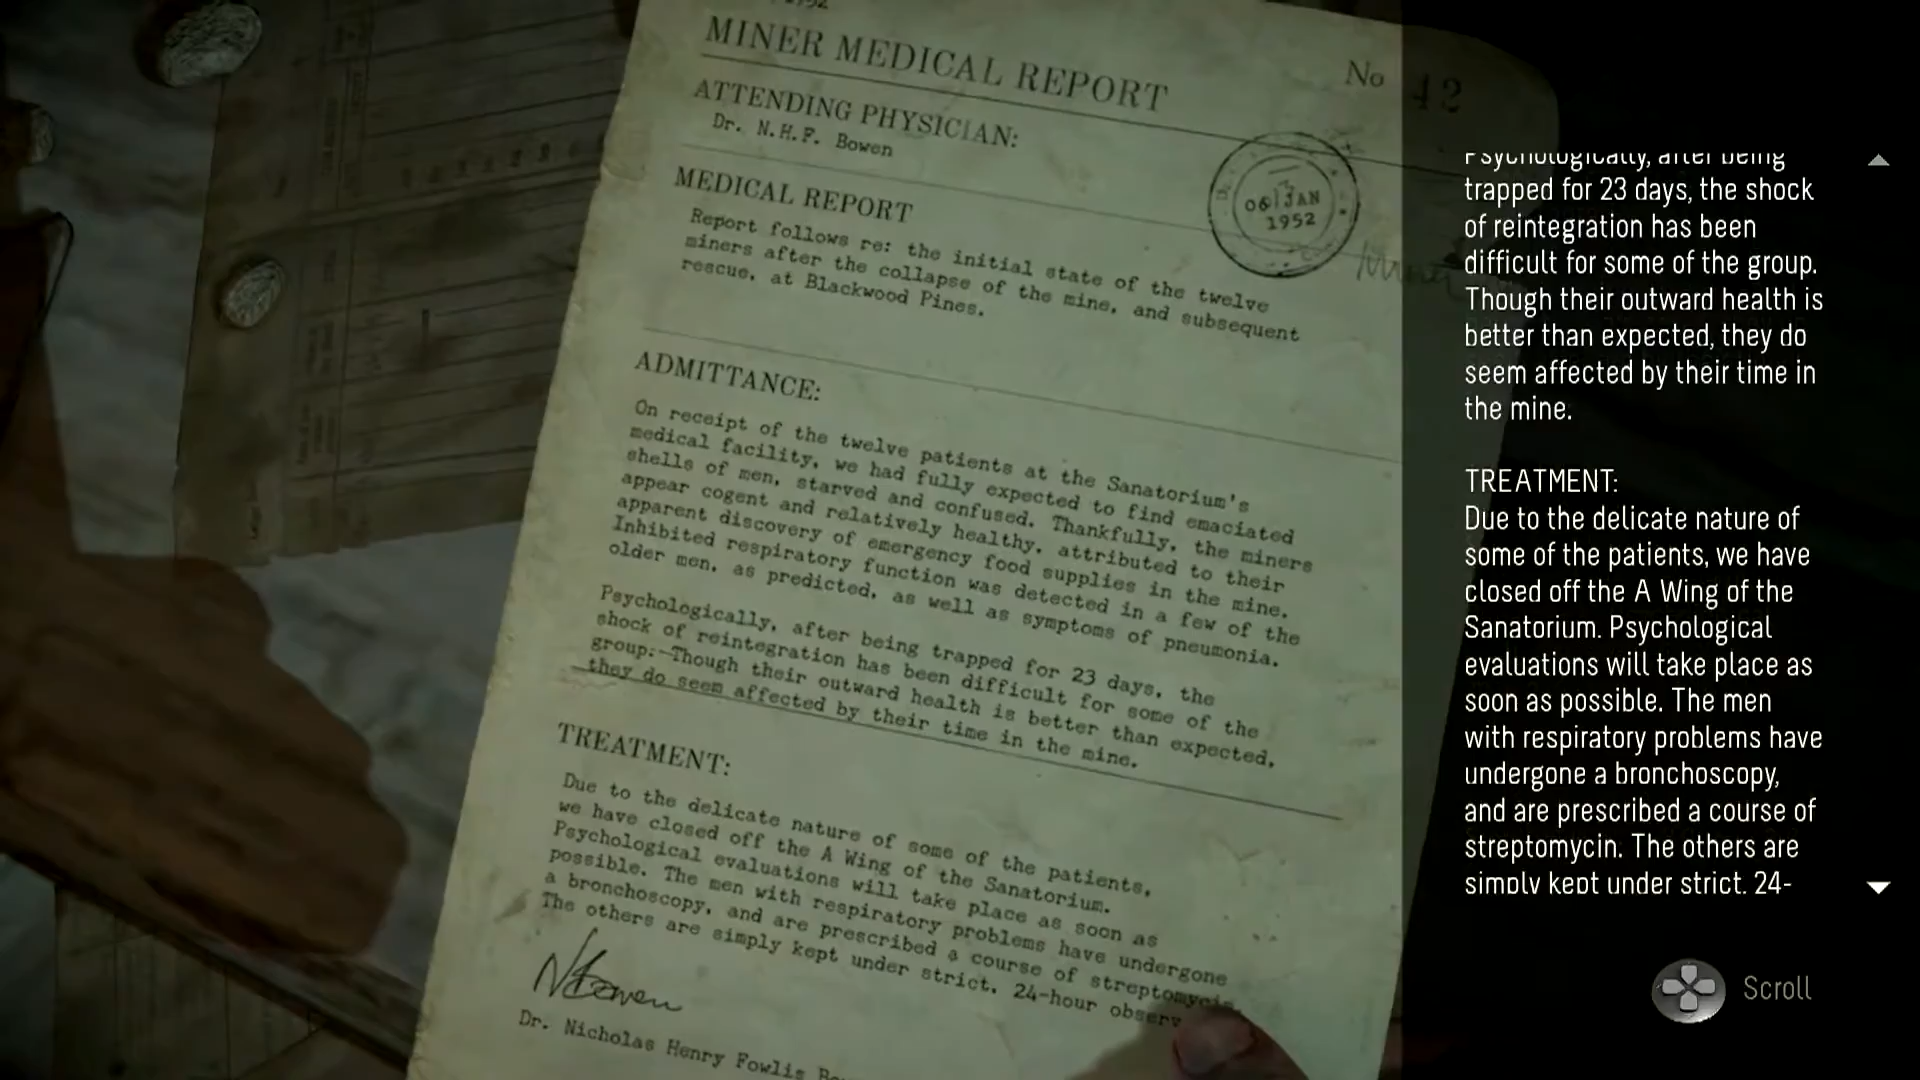 MINER MEDICAL REPORT
No 42
ATTENDING PHYSICIAN:
Dr. N.H.F. Bowen
06 JAN
1952
MEDICAL REPORT
Report follows re: the initial state of the twelve
miners after the collapse of the mine, and subsequent
rescue, at Blackwood Pines.
ADMITTANCE:
On receipt of the twelve patients at the Sanatorium's
medical facility, we had fully expected to find emaciated
shells of men, starved and confused. Thankfully, the miners
appear cogent and relatively healthy, attributed to their
apparent discovery of emergency food supplies in the mine.
Inhibited respiratory function was detected in a few of the
older men, as predicted, as well as symptoms of pneumonia.
Psychologically, after being trapped for 23 days, the
shock of reintegration has been difficult for some of the
group. Though their outward health is better than expected,
they do seem affected by their time in the mine.
TREATMENT:
Due to the delicate nature of some of the patients,
we have closed off the A Wing of the Sanatorium.
Psychological evaluations will take place as soon as
possible. The men with respiratory problems have undergone
a bronchoscopy, and are prescribed a course of streptomycin.
The others are simply kept under strict, 24-hour observ
NBowen
Dr. Nicholas Henry Fowlis
Psychologically, after being
trapped for 23 days, the shock
of reintegration has been
difficult for some of the group.
Though their outward health is
better than expected, they do
seem affected by their time in
the mine.
TREATMENT:
Due to the delicate nature of
some of the patients, we have
closed off the A Wing of the
Sanatorium. Psychological
evaluations will take place as
soon as possible. The men
with respiratory problems have
undergone a bronchoscopy,
and are prescribed a course of
streptomycin. The others are
simply kept under strict, 24-
Scroll